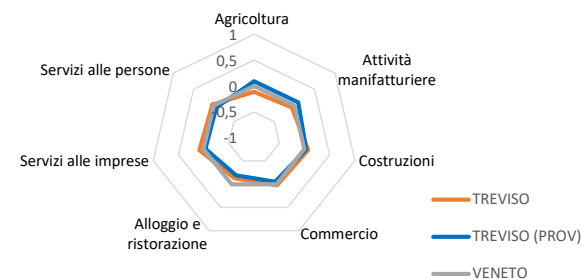 Agricoltura
1
0,5
0
-0,5
-1
Attività
manifatturiere
Costruzioni
Commercio
Alloggio e
ristorazione
Servizi alle imprese
Servizi alle persone
TREVISO
TREVISO (PROV)
VENETO